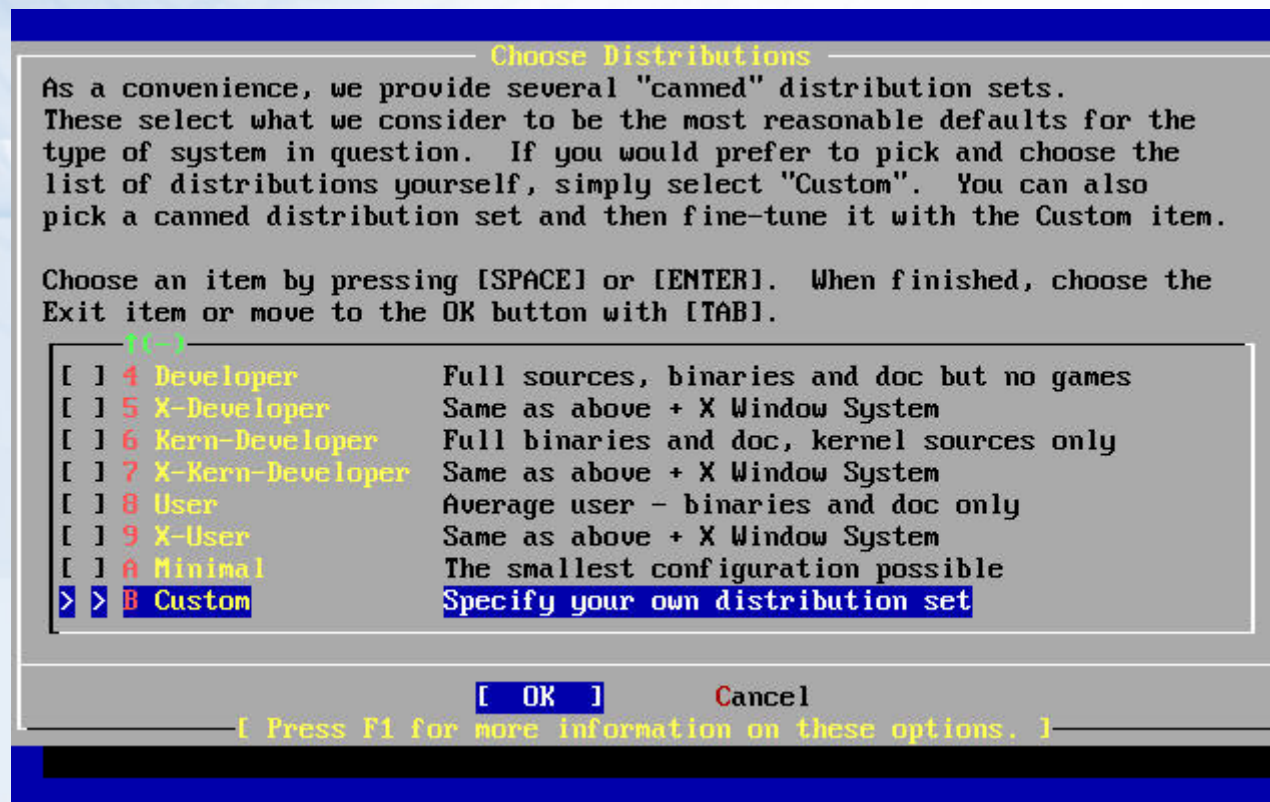 Choose Distributions
As a convenience, we provide several "canned" distribution sets.
These select what we consider to be the most reasonable defaults for the
type of system in question.  If you would prefer to pick and choose the
list of distributions yourself, simply select "Custom".  You can also
pick a canned distribution set and then fine-tune it with the Custom item.
Choose an item by pressing [SPACE] or [ENTER].  When finished, choose the
Exit item or move to the OK button with [TAB].
↑(-)
[ ] 4 Developer Full sources, binaries and doc but no games
[ ] 5 X-Developer Same as above + X Window System
[ ] 6 Kern-Developer Full binaries and doc, kernel sources only
[ ] 7 X-Kern-Developer Same as above + X Window System
[ ] 8 User Average user - binaries and doc only
[ ] 9 X-User Same as above + X Window System
[ ] A Minimal The smallest configuration possible
> > B Custom Specify your own distribution set
[ OK ] Cancel
[ Press F1 for more information on these options. ]